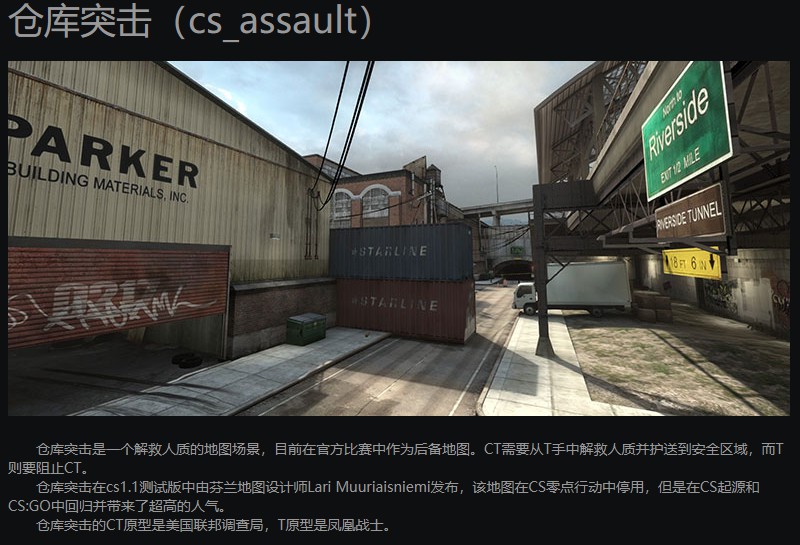 仓库突击（cs_assault）
PARKER
BUILDING MATERIALS, INC.
North to
Riverside
EXIT 1/2 MILE
RIVERSIDE TUNNEL
18 FT 6 IN
STARLINE
STARLINE
仓库突击是一个解救人质的地图场景，目前在官方比赛中作为后备地图。CT需要从T手中解救人质并护送到安全区域，而T
则要阻止CT。
仓库突击在cs1.1测试版中由芬兰地图设计师Lari Muuriaisniemi发布，该地图在CS零点行动中停用，但是在CS起源和
CS:GO中回归并带来了超高的人气。
仓库突击的CT原型是美国联邦调查局，T原型是凤凰战士。